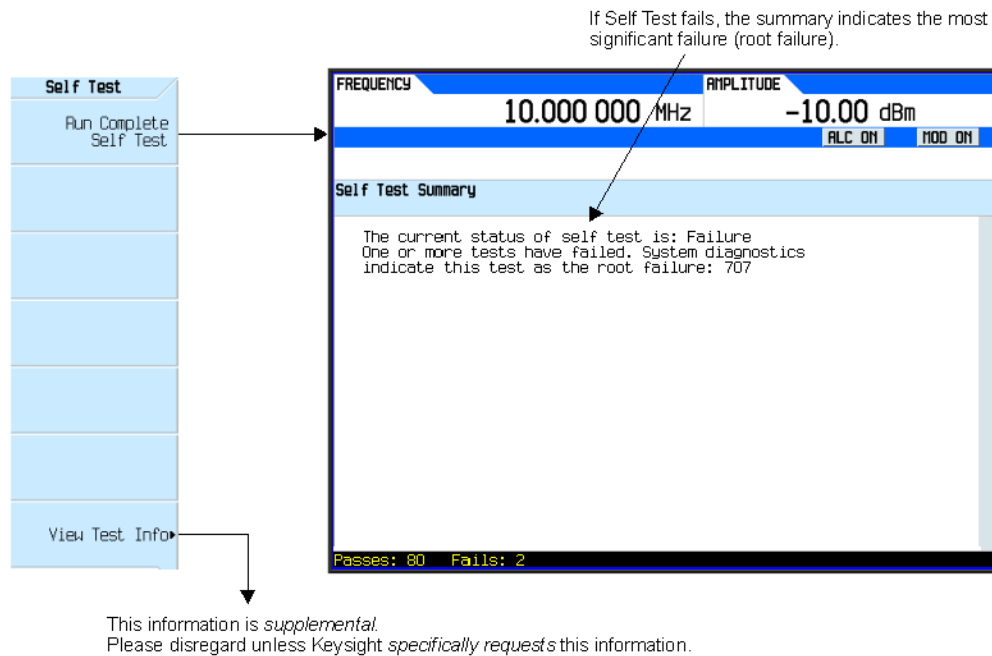 If Self Test fails, the summary indicates the most
significant failure (root failure).
Self Test
Run Complete
Self Test
View Test Info
FREQUENCY
10.000 000 MHz
AMPLITUDE
-10.00 dBm
ALC ON
MOD ON
Self Test Summary
The current status of self test is: Failure
One or more tests have failed. System diagnostics
indicate this test as the root failure: 707
Passes: 80 Fails: 2
This information is supplemental.
Please disregard unless Keysight specifically requests this information.